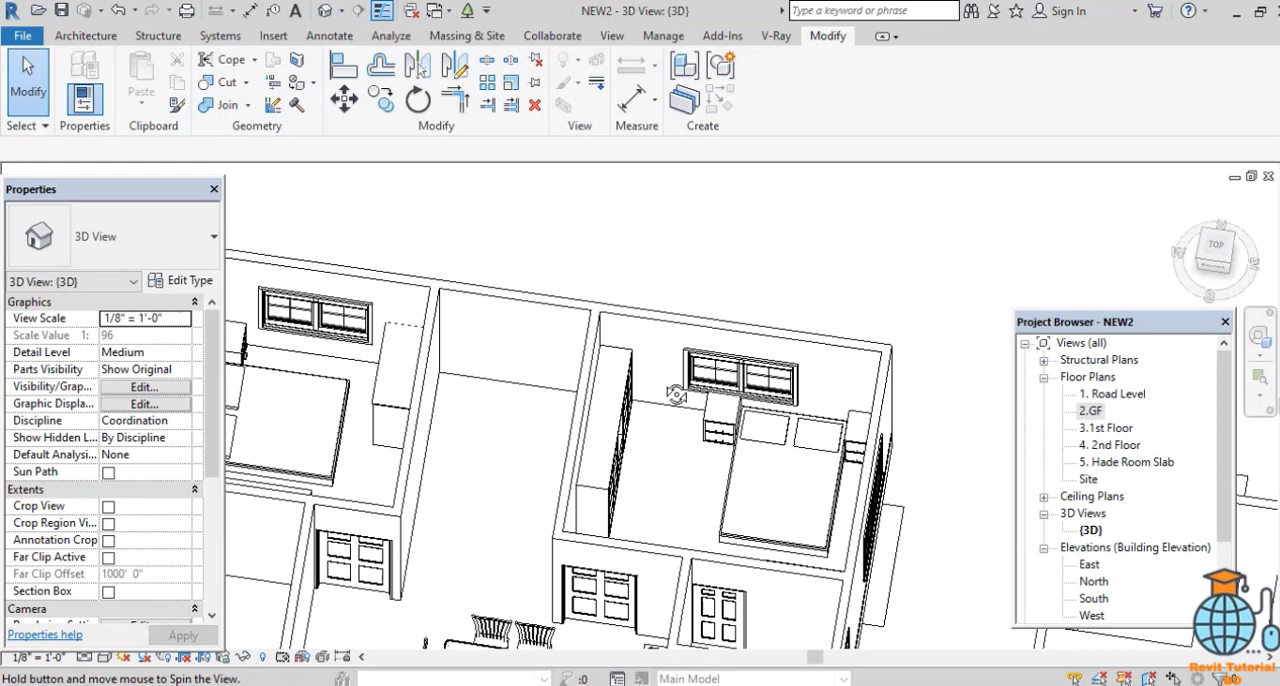 NEW2 - 3D View: {3D}
Type a keyword or phrase
Sign In
File Architecture Structure Systems Insert Annotate Analyze Massing & Site Collaborate View Manage Add-Ins V-Ray Modify
Modify
Paste
Cope
Cut
Join
Select Properties Clipboard Geometry Modify View Measure Create
Properties
3D View
3D View: {3D}
Edit Type
Graphics
View Scale 1/8" = 1'-0"
Scale Value 1: 96
Detail Level Medium
Parts Visibility Show Original
Visibility/Grap... Edit...
Graphic Displa... Edit...
Discipline Coordination
Show Hidden L... By Discipline
Default Analysi... None
Sun Path
Extents
Crop View
Crop Region Vi...
Annotation Crop
Far Clip Active
Far Clip Offset 1000' 0"
Section Box
Camera
Properties help
Apply
TOP
Project Browser - NEW2
Views (all)
Structural Plans
Floor Plans
1. Road Level
2.GF
3.1st Floor
4. 2nd Floor
5. Hade Room Slab
Site
Ceiling Plans
3D Views
{3D}
Elevations (Building Elevation)
East
North
South
West
1/8" = 1'-0"
Hold button and move mouse to Spin the View.
:0
Main Model
Revit Tutorial